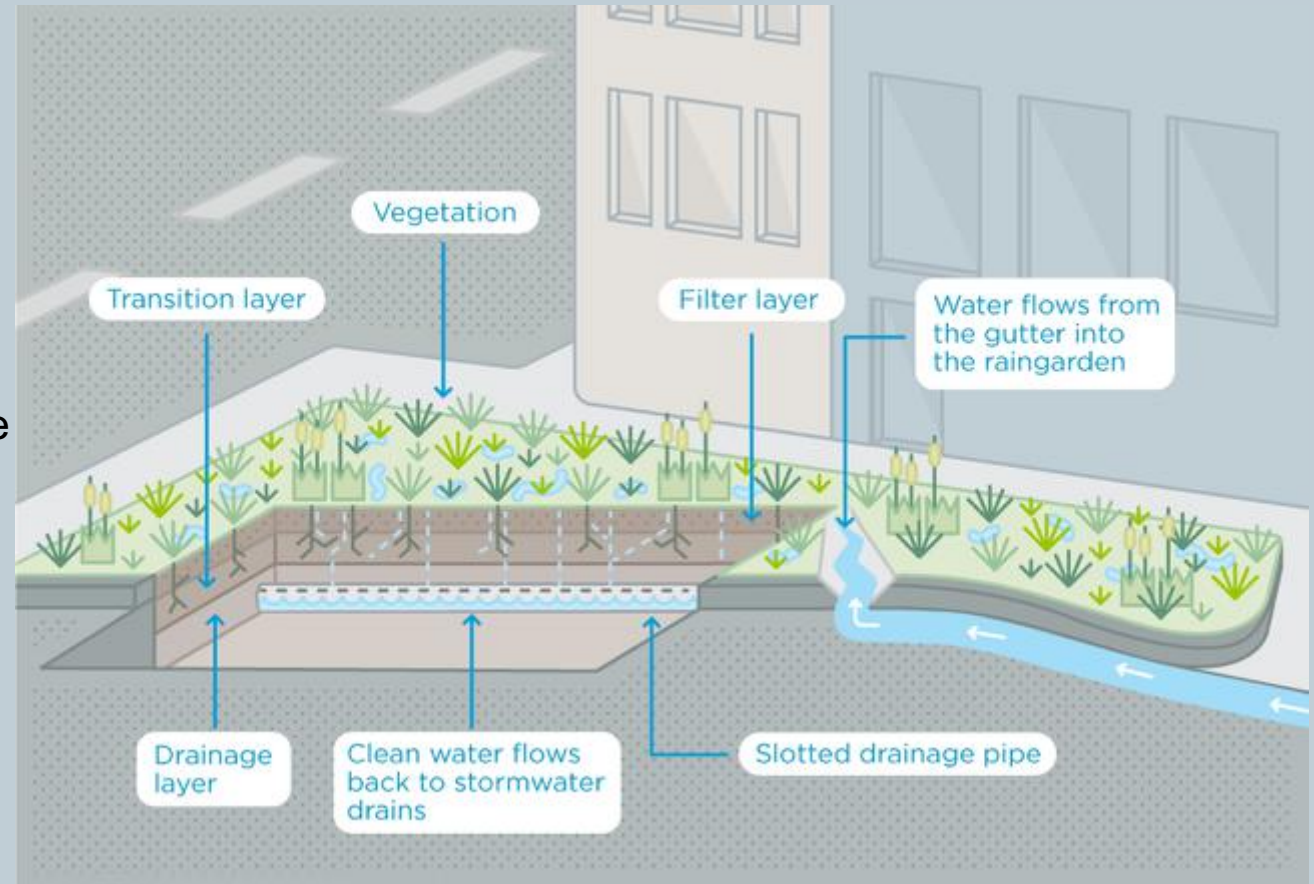 Vegetation
Transition layer
Filter layer
Water flows from
the gutter into
the raingarden
e
Drainage
layer
Clean water flows
back to stormwater
drains
Slotted drainage pipe